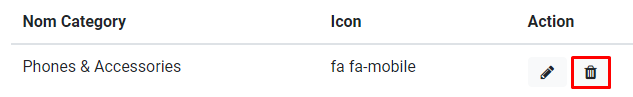 Nom Category Icon Action
Phones & Accessories fa fa-mobile